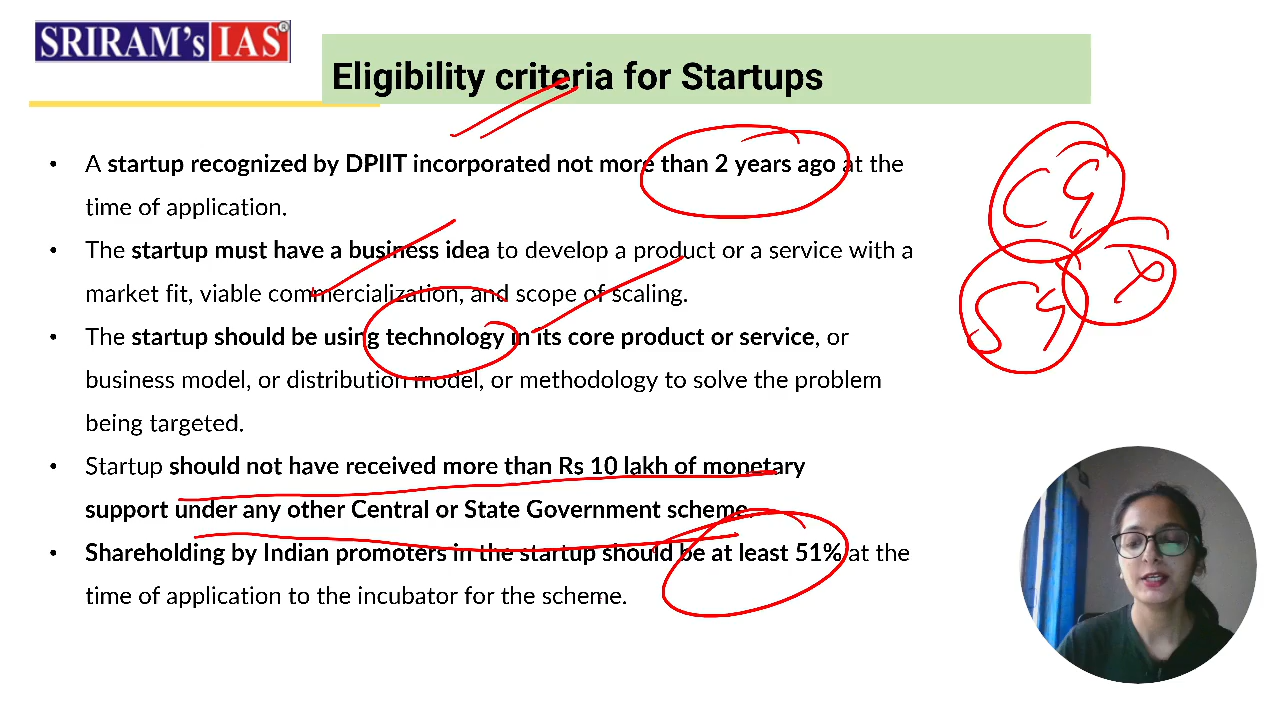 SRIRAM's IAS®
Eligibility criteria for Startups
• A startup recognized by DPIIT incorporated not more than 2 years ago at the
time of application.
• The startup must have a business idea to develop a product or a service with a
market fit, viable commercialization, and scope of scaling.
• The startup should be using technology in its core product or service, or
business model, or distribution model, or methodology to solve the problem
being targeted.
• Startup should not have received more than Rs 10 lakh of monetary
support under any other Central or State Government scheme.
• Shareholding by Indian promoters in the startup should be at least 51% at the
time of application to the incubator for the scheme.